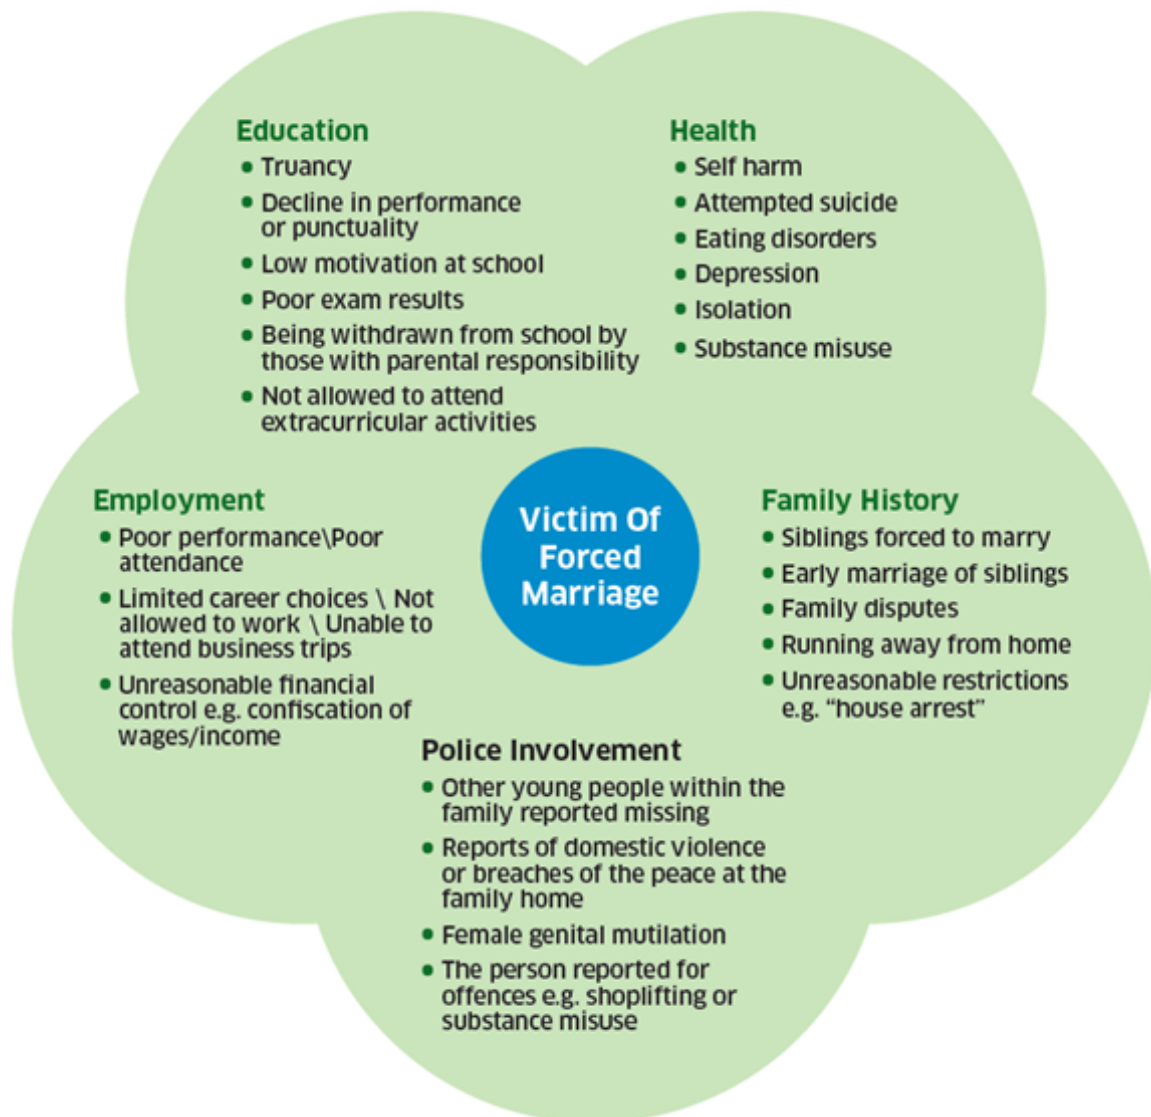 Education
• Truancy
• Decline in performance
or punctuality
• Low motivation at school
• Poor exam results
• Being withdrawn from school by
those with parental responsibility
• Not allowed to attend
extracurricular activities
Health
• Self harm
• Attempted suicide
• Eating disorders
• Depression
• Isolation
• Substance misuse
Employment
• Poor performance\Poor
attendance
• Limited career choices \ Not
allowed to work \ Unable to
attend business trips
• Unreasonable financial
control e.g. confiscation of
wages/income
Victim Of
Forced
Marriage
Family History
• Siblings forced to marry
• Early marriage of siblings
• Family disputes
• Running away from home
• Unreasonable restrictions
e.g. “house arrest”
Police Involvement
• Other young people within the
family reported missing
• Reports of domestic violence
or breaches of the peace at the
family home
• Female genital mutilation
• The person reported for
offences e.g. shoplifting or
substance misuse